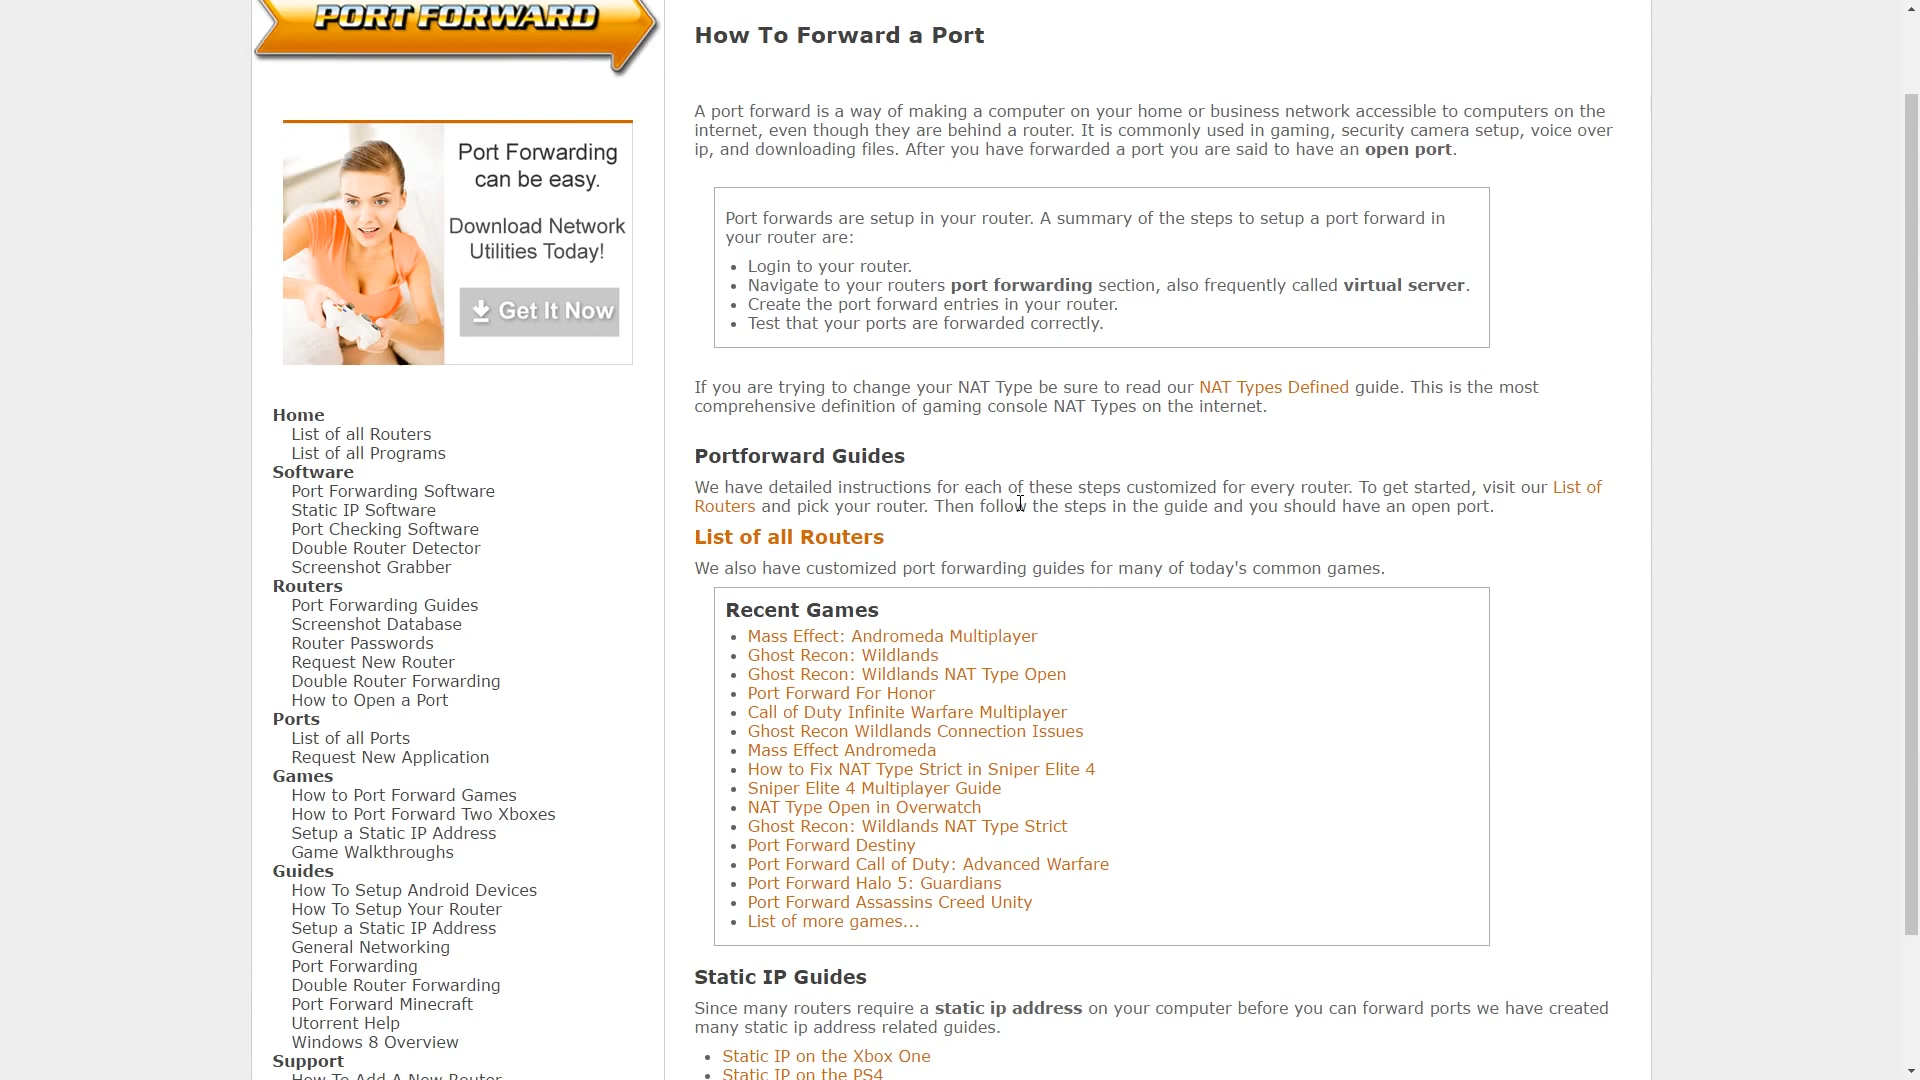 PORT FORWARD
Port Forwarding
can be easy.
Download Network
Utilities Today!
Get It Now
Home
List of all Routers
List of all Programs
Software
Port Forwarding Software
Static IP Software
Port Checking Software
Double Router Detector
Screenshot Grabber
Routers
Port Forwarding Guides
Screenshot Database
Router Passwords
Request New Router
Double Router Forwarding
How to Open a Port
Ports
List of all Ports
Request New Application
Games
How to Port Forward Games
How to Port Forward Two Xboxes
Setup a Static IP Address
Game Walkthroughs
Guides
How To Setup Android Devices
How To Setup Your Router
Setup a Static IP Address
General Networking
Port Forwarding
Double Router Forwarding
Port Forward Minecraft
Utorrent Help
Windows 8 Overview
Support
How To Add A New Router
How To Forward a Port
A port forward is a way of making a computer on your home or business network accessible to computers on the
internet, even though they are behind a router. It is commonly used in gaming, security camera setup, voice over
ip, and downloading files. After you have forwarded a port you are said to have an open port.
Port forwards are setup in your router. A summary of the steps to setup a port forward in
your router are:
• Login to your router.
• Navigate to your routers port forwarding section, also frequently called virtual server.
• Create the port forward entries in your router.
• Test that your ports are forwarded correctly.
If you are trying to change your NAT Type be sure to read our NAT Types Defined guide. This is the most
comprehensive definition of gaming console NAT Types on the internet.
Portforward Guides
We have detailed instructions for each of these steps customized for every router. To get started, visit our List of
Routers and pick your router. Then follow the steps in the guide and you should have an open port.
List of all Routers
We also have customized port forwarding guides for many of today's common games.
Recent Games
• Mass Effect: Andromeda Multiplayer
• Ghost Recon: Wildlands
• Ghost Recon: Wildlands NAT Type Open
• Port Forward For Honor
• Call of Duty Infinite Warfare Multiplayer
• Ghost Recon Wildlands Connection Issues
• Mass Effect Andromeda
• How to Fix NAT Type Strict in Sniper Elite 4
• Sniper Elite 4 Multiplayer Guide
• NAT Type Open in Overwatch
• Ghost Recon: Wildlands NAT Type Strict
• Port Forward Destiny
• Port Forward Call of Duty: Advanced Warfare
• Port Forward Halo 5: Guardians
• Port Forward Assassins Creed Unity
• List of more games...
Static IP Guides
Since many routers require a static ip address on your computer before you can forward ports we have created
many static ip address related guides.
• Static IP on the Xbox One
• Static IP on the PS4